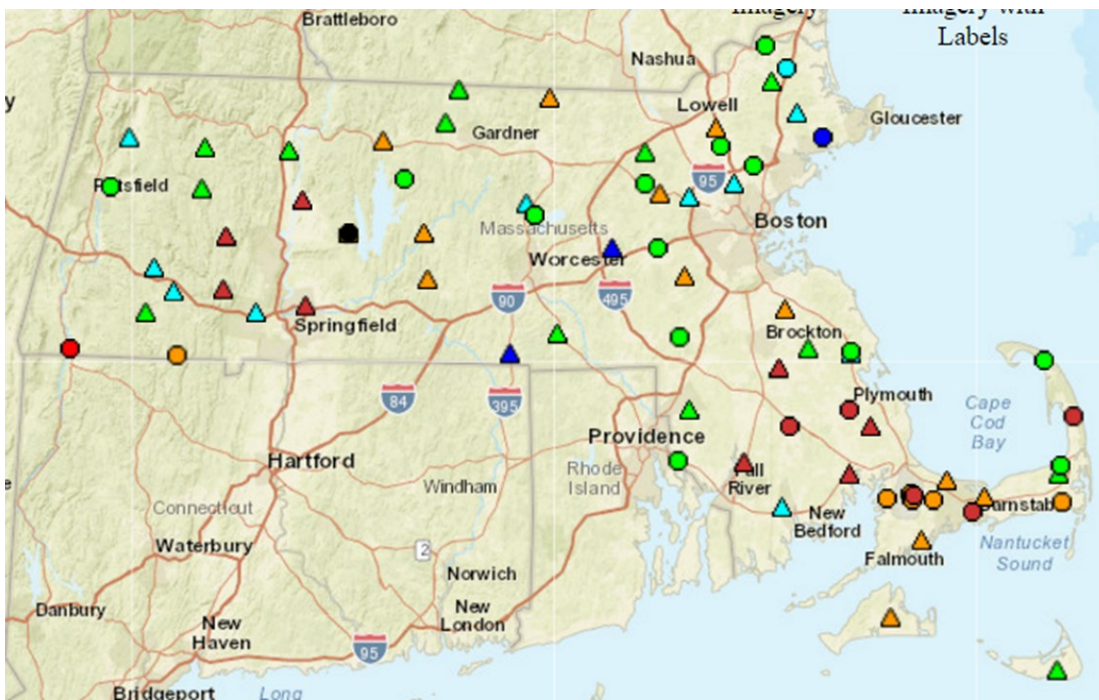 Imagery
Imagery with
Labels
Brattleboro
Nashua
y
Lowell
Gloucester
Gardner
Pittsfield
95
Boston
Massachusetts
Worcester
90
495
Springfield
Brockton
84
395
Plymouth
Cape
Cod
Bay
Providence
Hartford
Rhode
Island
Fall
River
Windham
e
Connecticut
New
Bedford
Barnstab
Waterbury
2
Nantucket
Sound
Falmouth
Norwich
Danbury
New
London
New
Haven
95
Bridgeport
Long